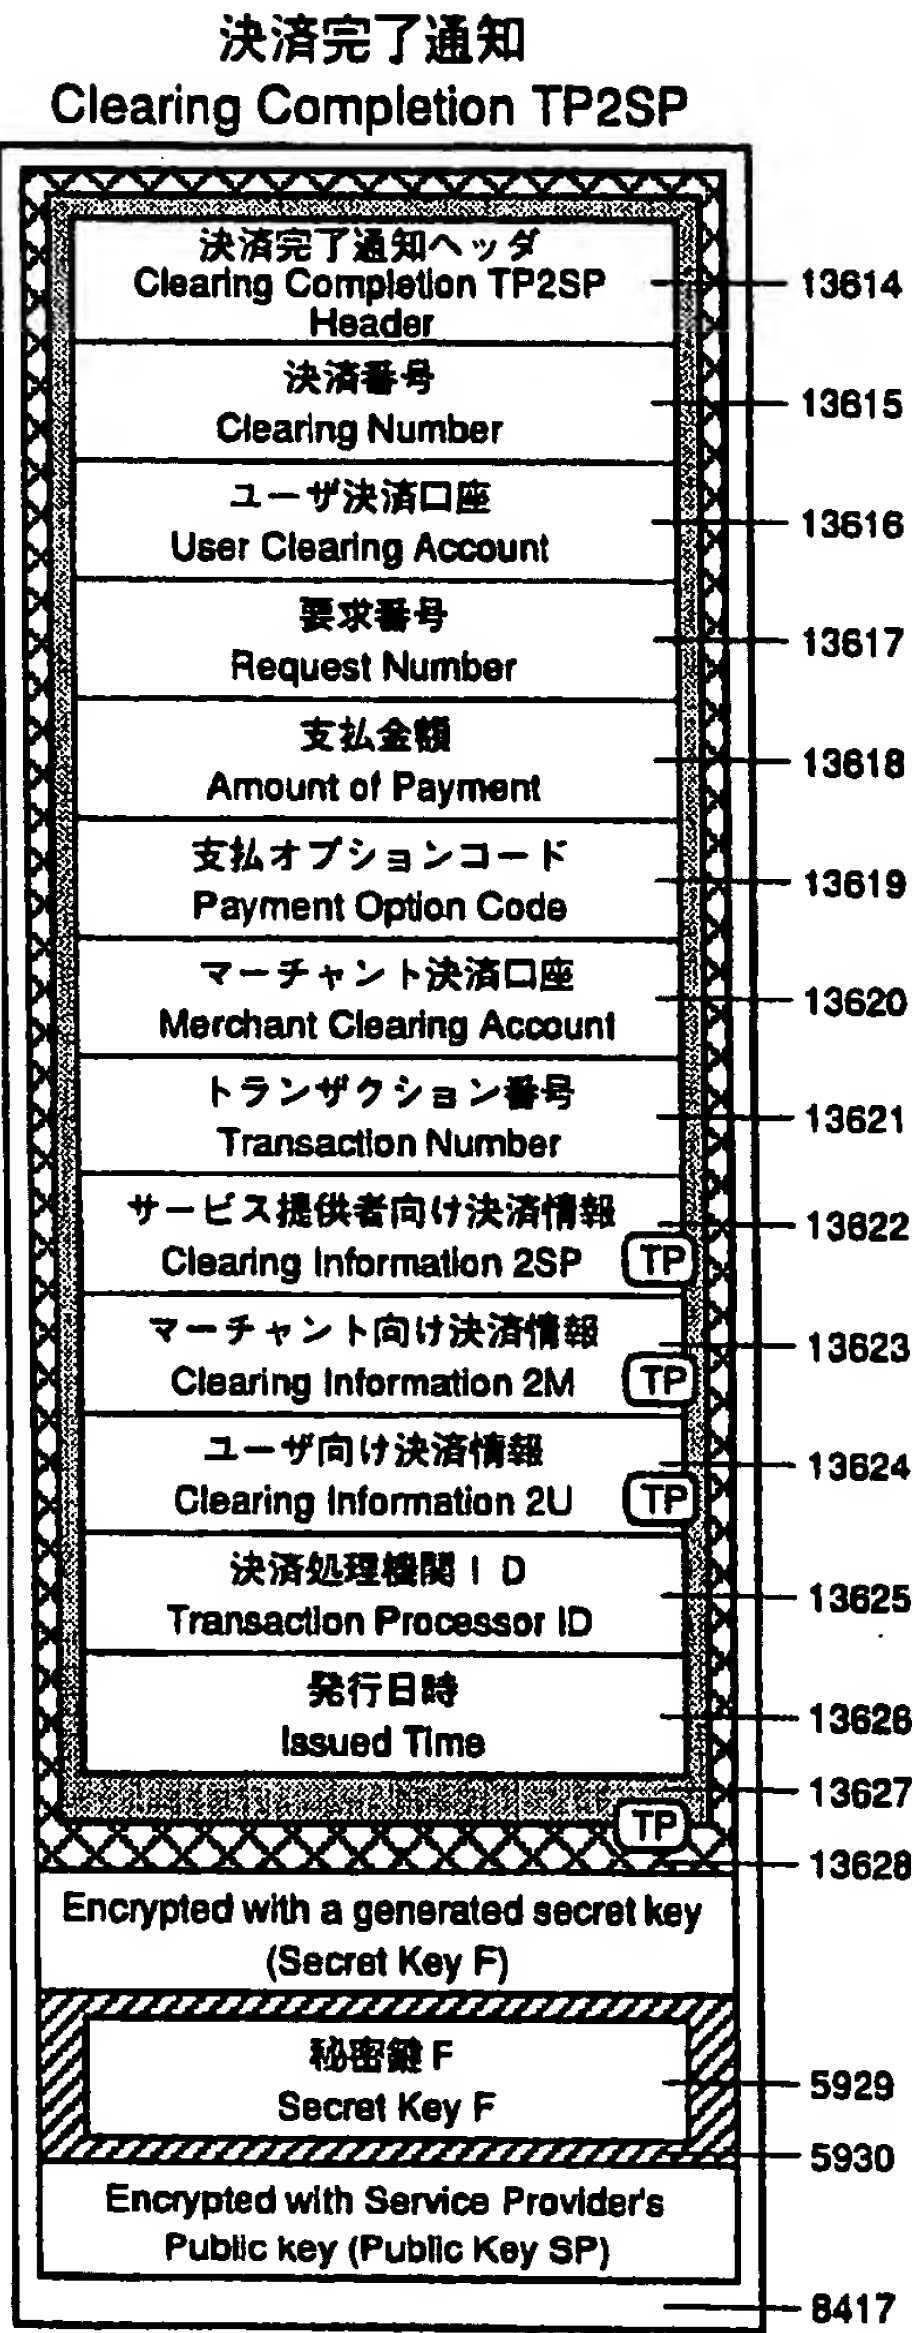 決済完了通知
Clearing Completion TP2SP
決済完了通知ヘッダ
Clearing Completion TP2SP
Header
13614
決済番号
Clearing Number
13615
ユーザ決済口座
User Clearing Account
13616
要求番号
Request Number
13617
支払金額
Amount of Payment
13618
支払オプションコード
Payment Option Code
13619
マーチャント決済口座
Merchant Clearing Account
13620
トランザクション番号
Transaction Number
13621
サービス提供者向け決済情報
Clearing Information 2SP
TP
13622
マーチャント向け決済情報
Clearing Information 2M
TP
13623
ユーザ向け決済情報
Clearing Information 2U
TP
13624
決済処理機関ID
Transaction Processor ID
13625
発行日時
Issued Time
13626
13627
TP
13628
Encrypted with a generated secret key
(Secret Key F)
秘密鍵F
Secret Key F
5929
5930
Encrypted with Service Provider's
Public key (Public Key SP)
8417